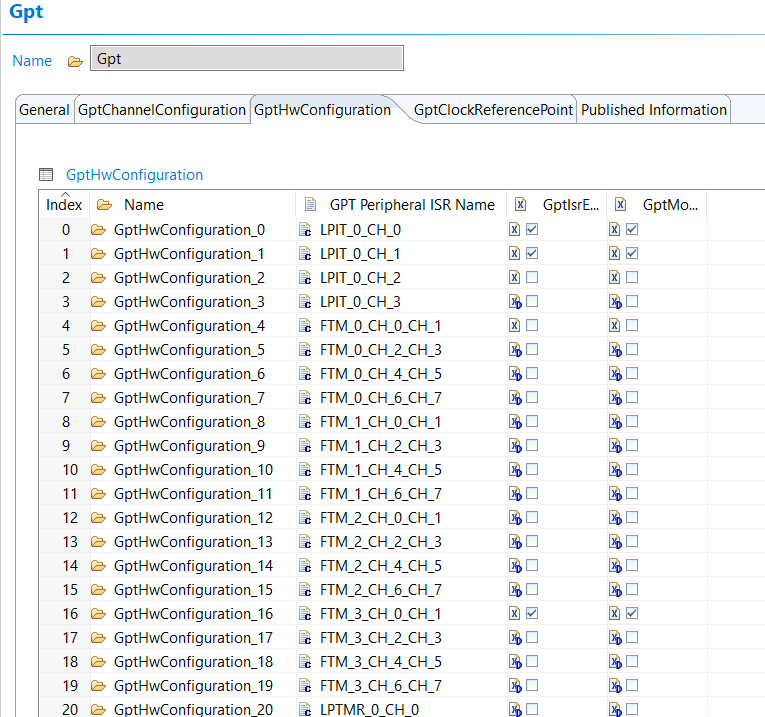 Gpt
Name Gpt
General GptChannelConfiguration GptHwConfiguration GptClockReferencePoint Published Information
GptHwConfiguration
Index Name GPT Peripheral ISR Name GptIsrE... GptMo...
0 GptHwConfiguration_0 LPIT_0_CH_0
1 GptHwConfiguration_1 LPIT_0_CH_1
2 GptHwConfiguration_2 LPIT_0_CH_2
3 GptHwConfiguration_3 LPIT_0_CH_3
4 GptHwConfiguration_4 FTM_0_CH_0_CH_1
5 GptHwConfiguration_5 FTM_0_CH_2_CH_3
6 GptHwConfiguration_6 FTM_0_CH_4_CH_5
7 GptHwConfiguration_7 FTM_0_CH_6_CH_7
8 GptHwConfiguration_8 FTM_1_CH_0_CH_1
9 GptHwConfiguration_9 FTM_1_CH_2_CH_3
10 GptHwConfiguration_10 FTM_1_CH_4_CH_5
11 GptHwConfiguration_11 FTM_1_CH_6_CH_7
12 GptHwConfiguration_12 FTM_2_CH_0_CH_1
13 GptHwConfiguration_13 FTM_2_CH_2_CH_3
14 GptHwConfiguration_14 FTM_2_CH_4_CH_5
15 GptHwConfiguration_15 FTM_2_CH_6_CH_7
16 GptHwConfiguration_16 FTM_3_CH_0_CH_1
17 GptHwConfiguration_17 FTM_3_CH_2_CH_3
18 GptHwConfiguration_18 FTM_3_CH_4_CH_5
19 GptHwConfiguration_19 FTM_3_CH_6_CH_7
20 GptHwConfiguration_20 LPTMR_0_CH_0